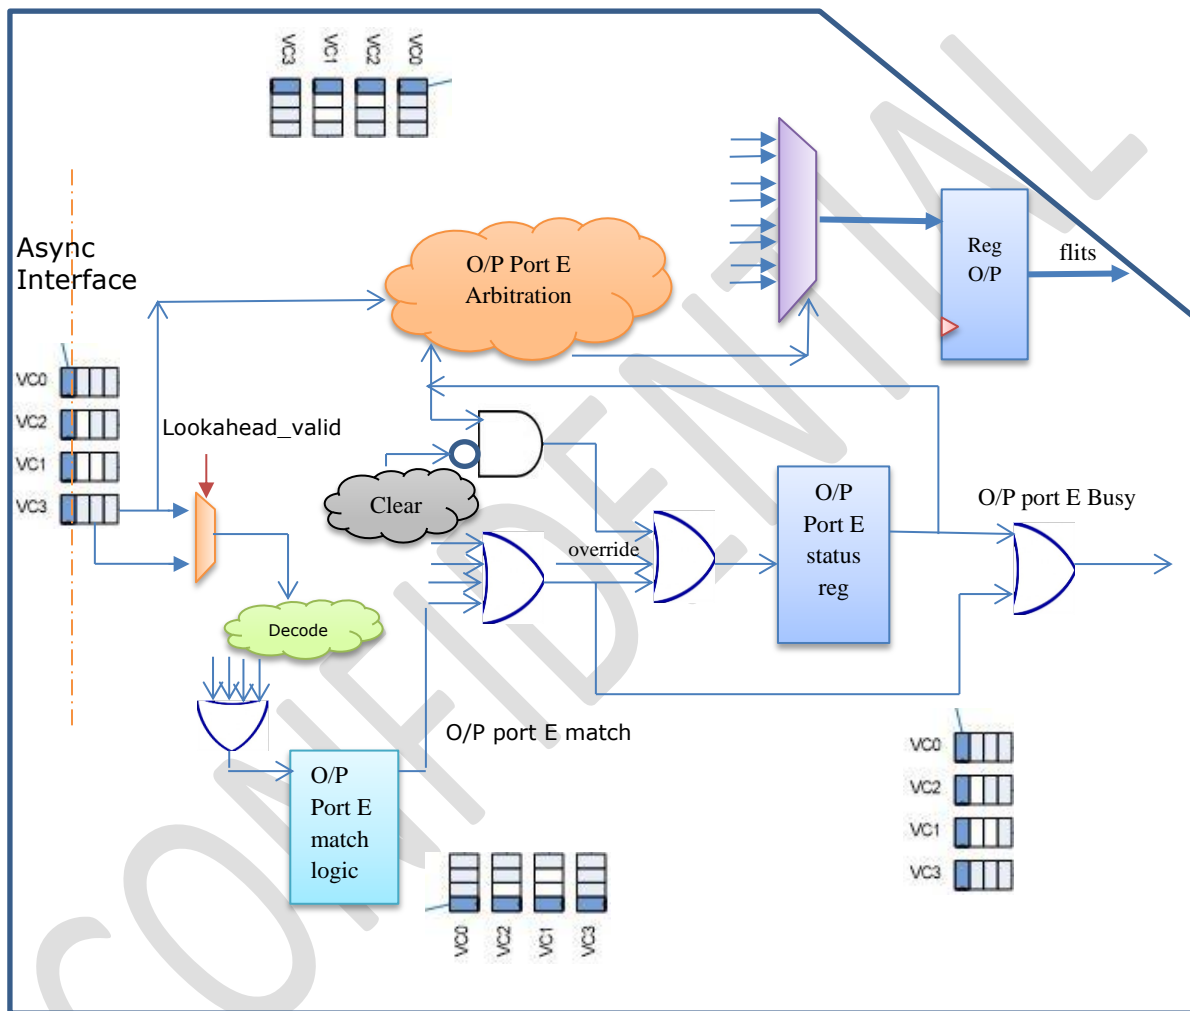 VC3
VC1
VC2
VC0
Async
Interface
O/P Port E
Arbitration
Reg
O/P
flits
VC0
VC2
VC1
VC3
Lookahead_valid
Clear
override
O/P
Port E
status
reg
O/P port E Busy
Decode
O/P port E match
O/P
Port E
match
logic
VC0
VC2
VC1
VC3
VC0
VC2
VC1
VC3
CONFIDENTIAL